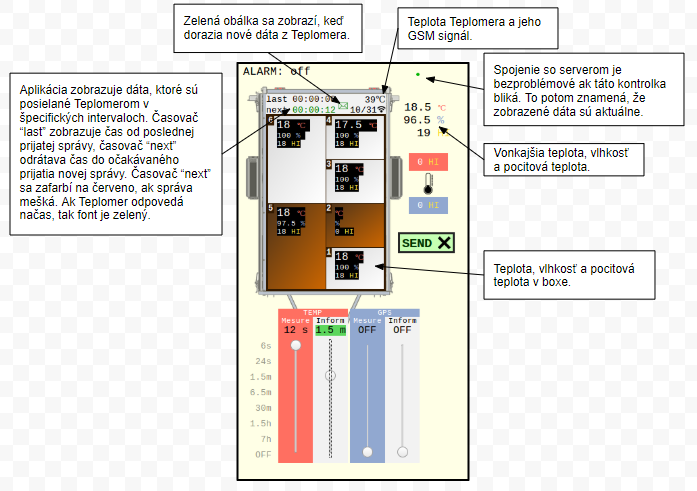 Zelená obálka sa zobrazí, keď
dorazia nové dáta z Teplomera.
Teplota Teplomera a jeho
GSM signál.
Spojenie so serverom je
bezproblémové ak táto kontrolka
bliká. To potom znamená, že
zobrazené dáta sú aktuálne.
Aplikácia zobrazuje dáta, ktoré sú
posielané Teplomerom v
špecifických intervaloch. Časovač
“last” zobrazuje čas od poslednej
prijatej správy, časovač “next”
odrátava čas do očakávaného
prijatia novej správy. Časovač “next”
sa zafarbí na červeno, ak správa
mešká. Ak Teplomer odpovedá
načas, tak font je zelený.
Vonkajšia teplota, vlhkosť
a pocitová teplota.
Teplota, vlhkosť a pocitová
teplota v boxe.
ALARM: off
last 00:00:00 39℃
next 00:00:12 10/31
6 18 ℃
100 %
18 HI
4 17.5 ℃
100 %
18 HI
3 18 ℃
100 %
18 HI
5 18 ℃
97.5 %
18 HI
2 ℃
%
0 HI
1 18 ℃
100 %
18 HI
18.5 ℃
96.5 %
19
0 HI
0 HI
SEND
TEMP GPS
Mesure Inform Mesure Inform
12 s 1.5 m OFF OFF
6s
24s
1.5m
6.5m
30m
1.5h
7h
OFF